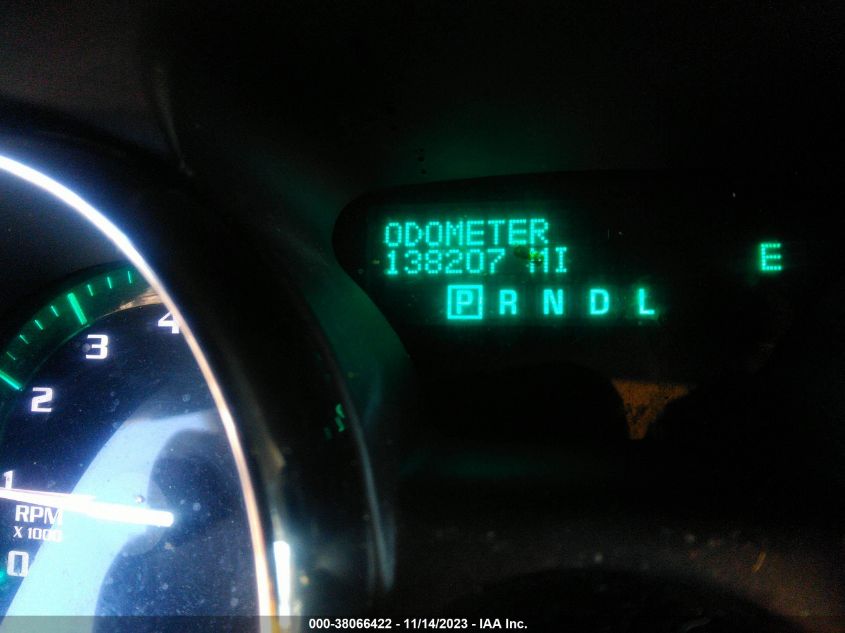 ODOMETER
138207 MI
E
P R N D L
4
3
2
1
RPM
X 1000
0
000-38066422 - 11/14/2023 - IAA Inc.